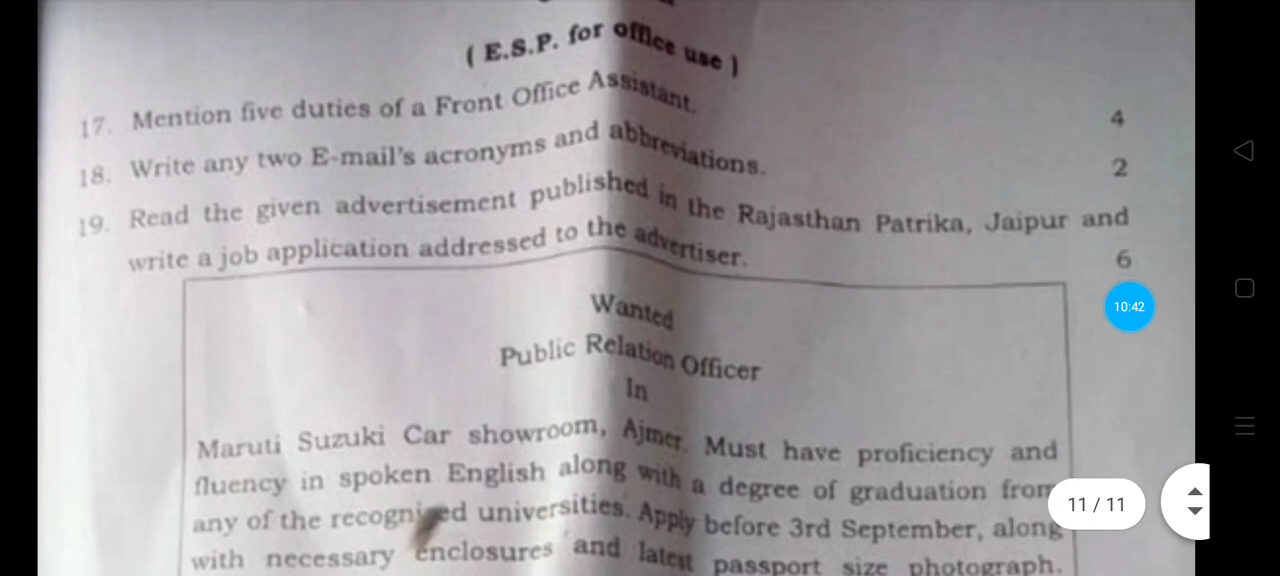 ( E.S.P. for office use )
17. Mention five duties of a Front Office Assistant.
4
18. Write any two E-mail's acronyms and abbreviations.
2
19. Read the given advertisement published in the Rajasthan Patrika, Jaipur and
write a job application addressed to the advertiser.
6
10:42
Wanted
Public Relation Officer
In
Maruti Suzuki Car showroom, Ajmer. Must have proficiency and
fluency in spoken English along with a degree of graduation from
any of the recognised universities. Apply before 3rd September, along
with necessary enclosures and latest passport size photograph.
11 / 11